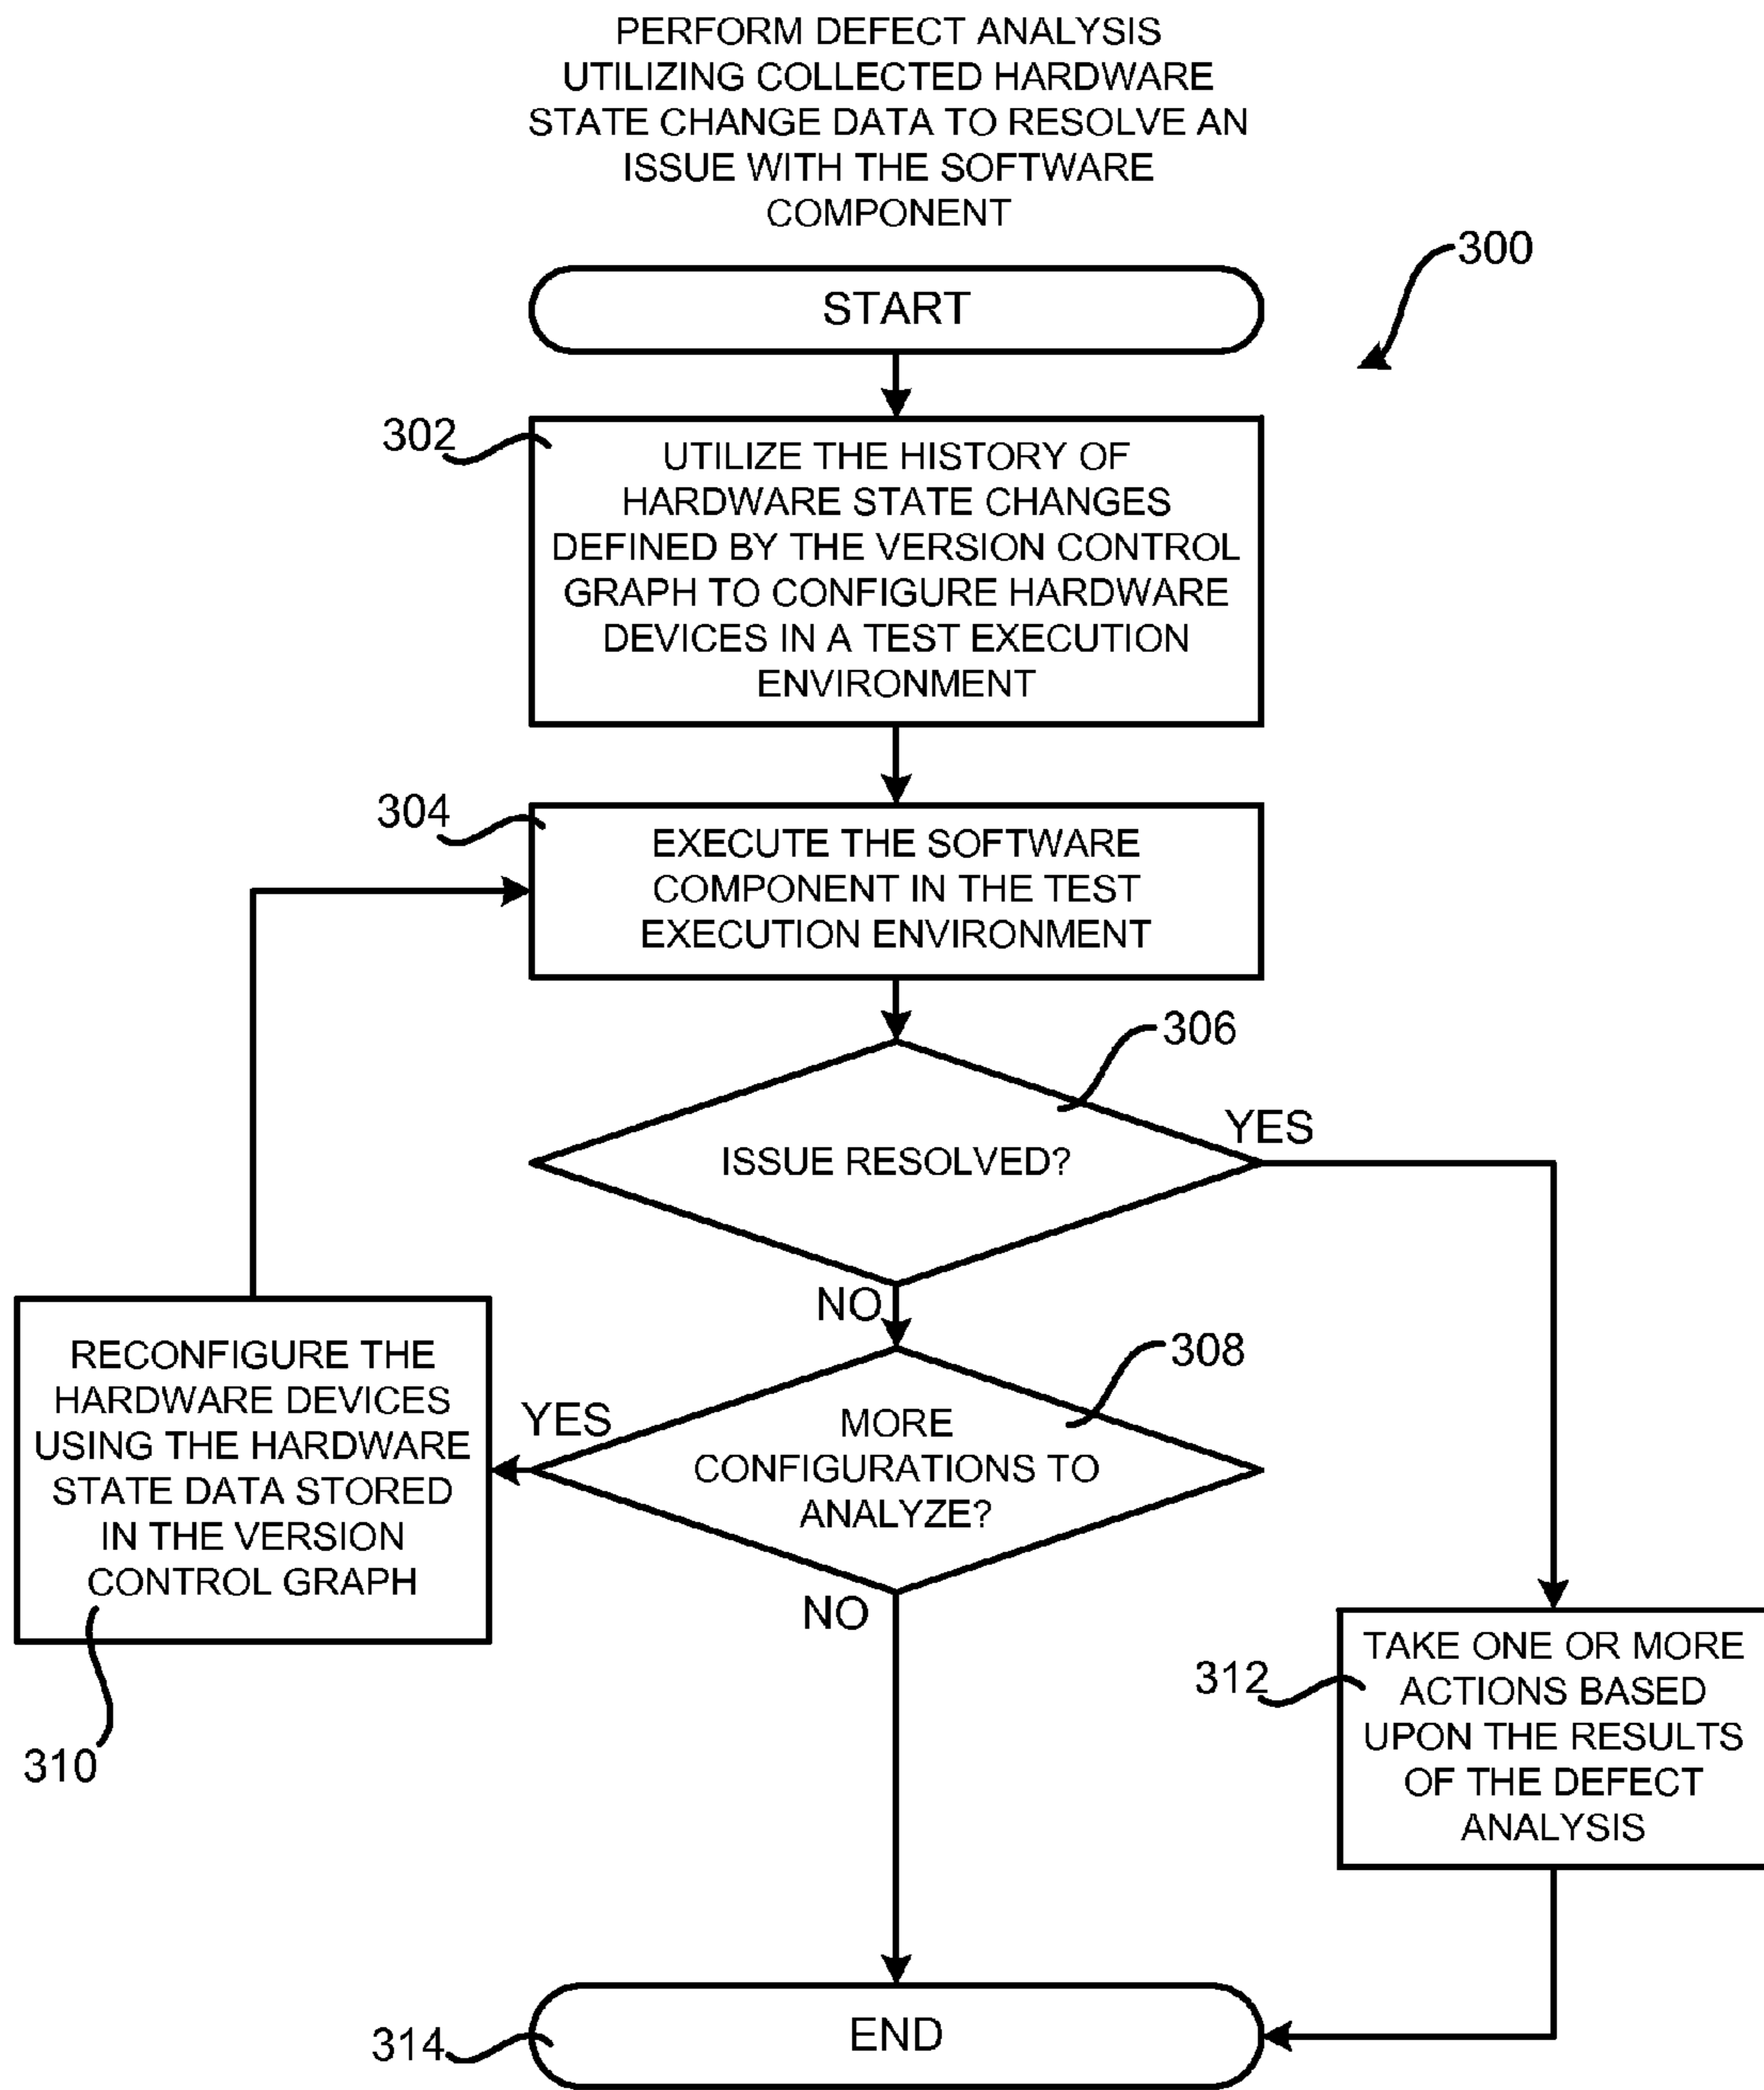 PERFORM DEFECT ANALYSIS
UTILIZING COLLECTED HARDWARE
STATE CHANGE DATA TO RESOLVE AN
ISSUE WITH THE SOFTWARE
COMPONENT
300
START
302
UTILIZE THE HISTORY OF
HARDWARE STATE CHANGES
DEFINED BY THE VERSION CONTROL
GRAPH TO CONFIGURE HARDWARE
DEVICES IN A TEST EXECUTION
ENVIRONMENT
304
EXECUTE THE SOFTWARE
COMPONENT IN THE TEST
EXECUTION ENVIRONMENT
306
YES
ISSUE RESOLVED?
NO
308
YES
MORE
CONFIGURATIONS TO
ANALYZE?
NO
RECONFIGURE THE
HARDWARE DEVICES
USING THE HARDWARE
STATE DATA STORED
IN THE VERSION
CONTROL GRAPH
310
312
TAKE ONE OR MORE
ACTIONS BASED
UPON THE RESULTS
OF THE DEFECT
ANALYSIS
314
END